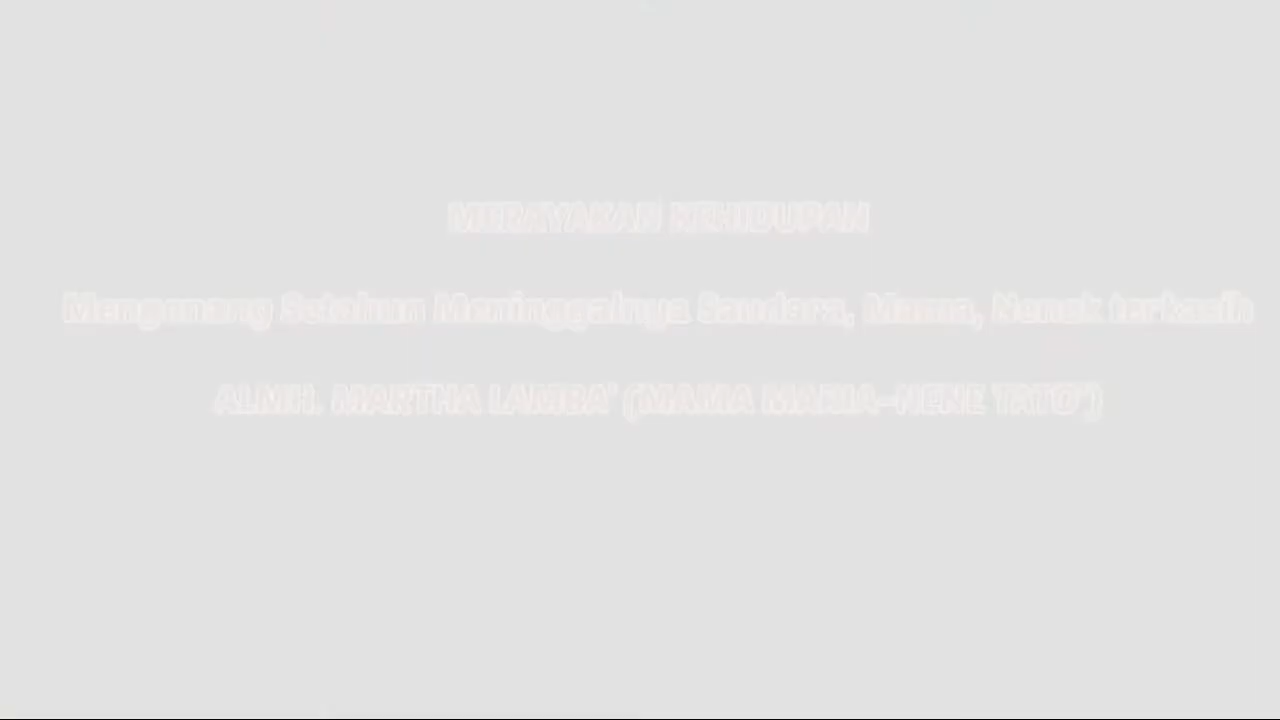 MERAYAKAN KEHIDUPAN
Mengenang Setahun Meninggalnya Saudara, Mama, Nenek terkasih
ALMH. MARTHA LAMBA' (MAMA MARIA-NENE TATO')